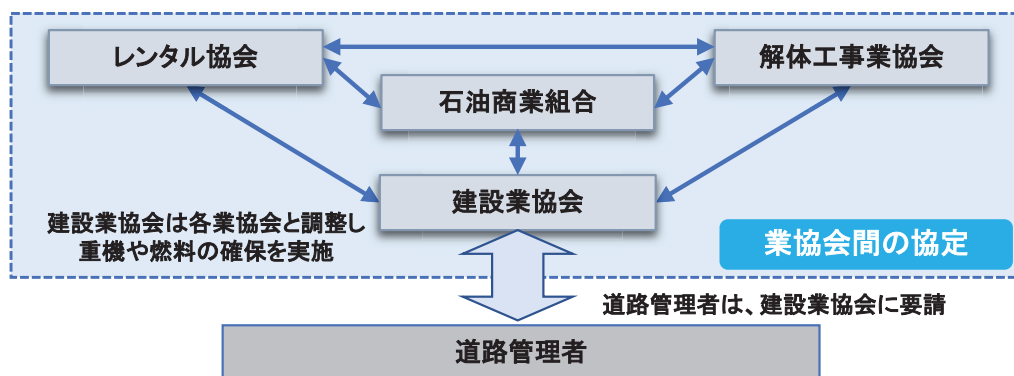 レンタル協会
解体工事業協会
石油商業組合
建設業協会
建設業協会は各業協会と調整し
重機や燃料の確保を実施
業協会間の協定
道路管理者は、建設業協会に要請
道路管理者